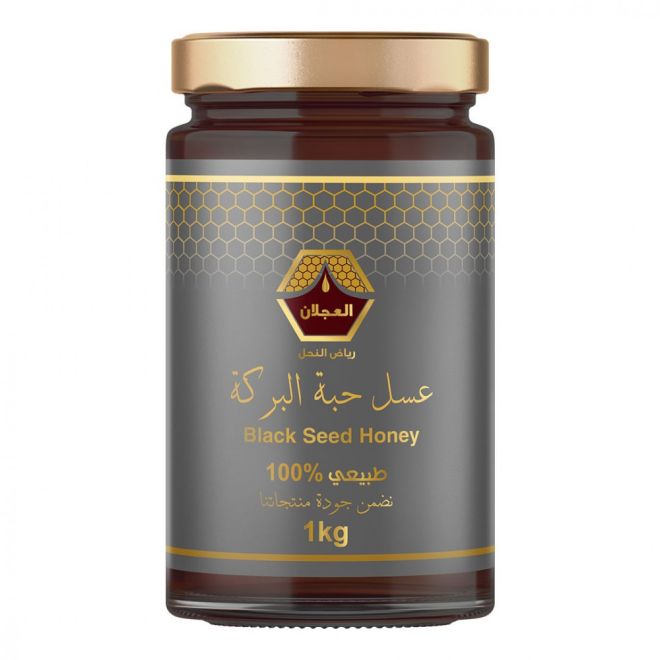 العجلان
رياض النحل
عسل حبة البركة
Black Seed Honey
طبيعي 100%
نضمن جودة منتجاتنا
1kg